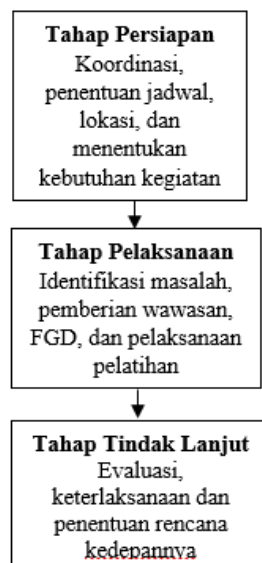 Tahap Persiapan
Koordinasi,
penentuan jadwal,
lokasi, dan
menentukan
kebutuhan kegiatan
Tahap Pelaksanaan
Identifikasi masalah,
pemberian wawasan,
FGD, dan pelaksanaan
pelatihan
Tahap Tindak Lanjut
Evaluasi,
keterlaksanaan dan
penentuan rencana
kedepannya